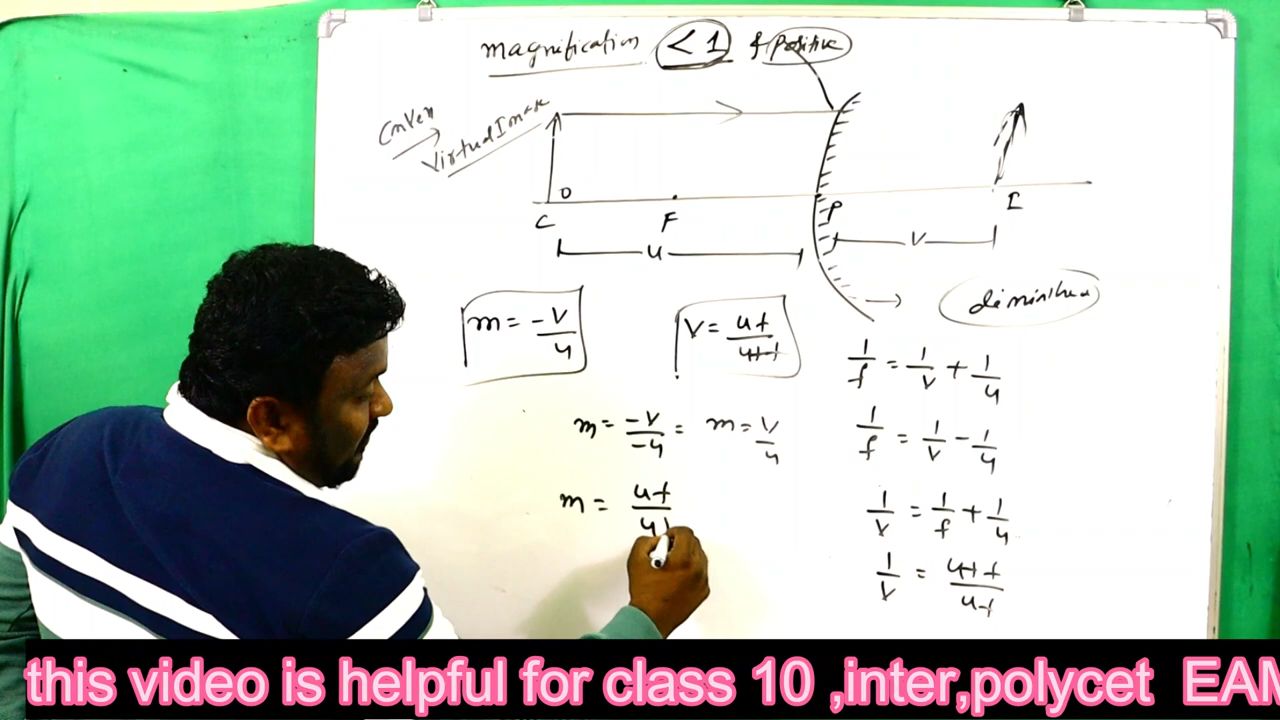 magnification < 1 & positive
Convex
Virtual Image
O
C F P I
u v
diminished
m = -v/u
v = uf/u+f
1/f = 1/v + 1/u
m = -v/-u = m = v/u
1/f = 1/v - 1/u
m = uf/u
1/v = 1/f + 1/u
1/v = u+f/uf
this video is helpful for class 10 ,inter,polycet EAM